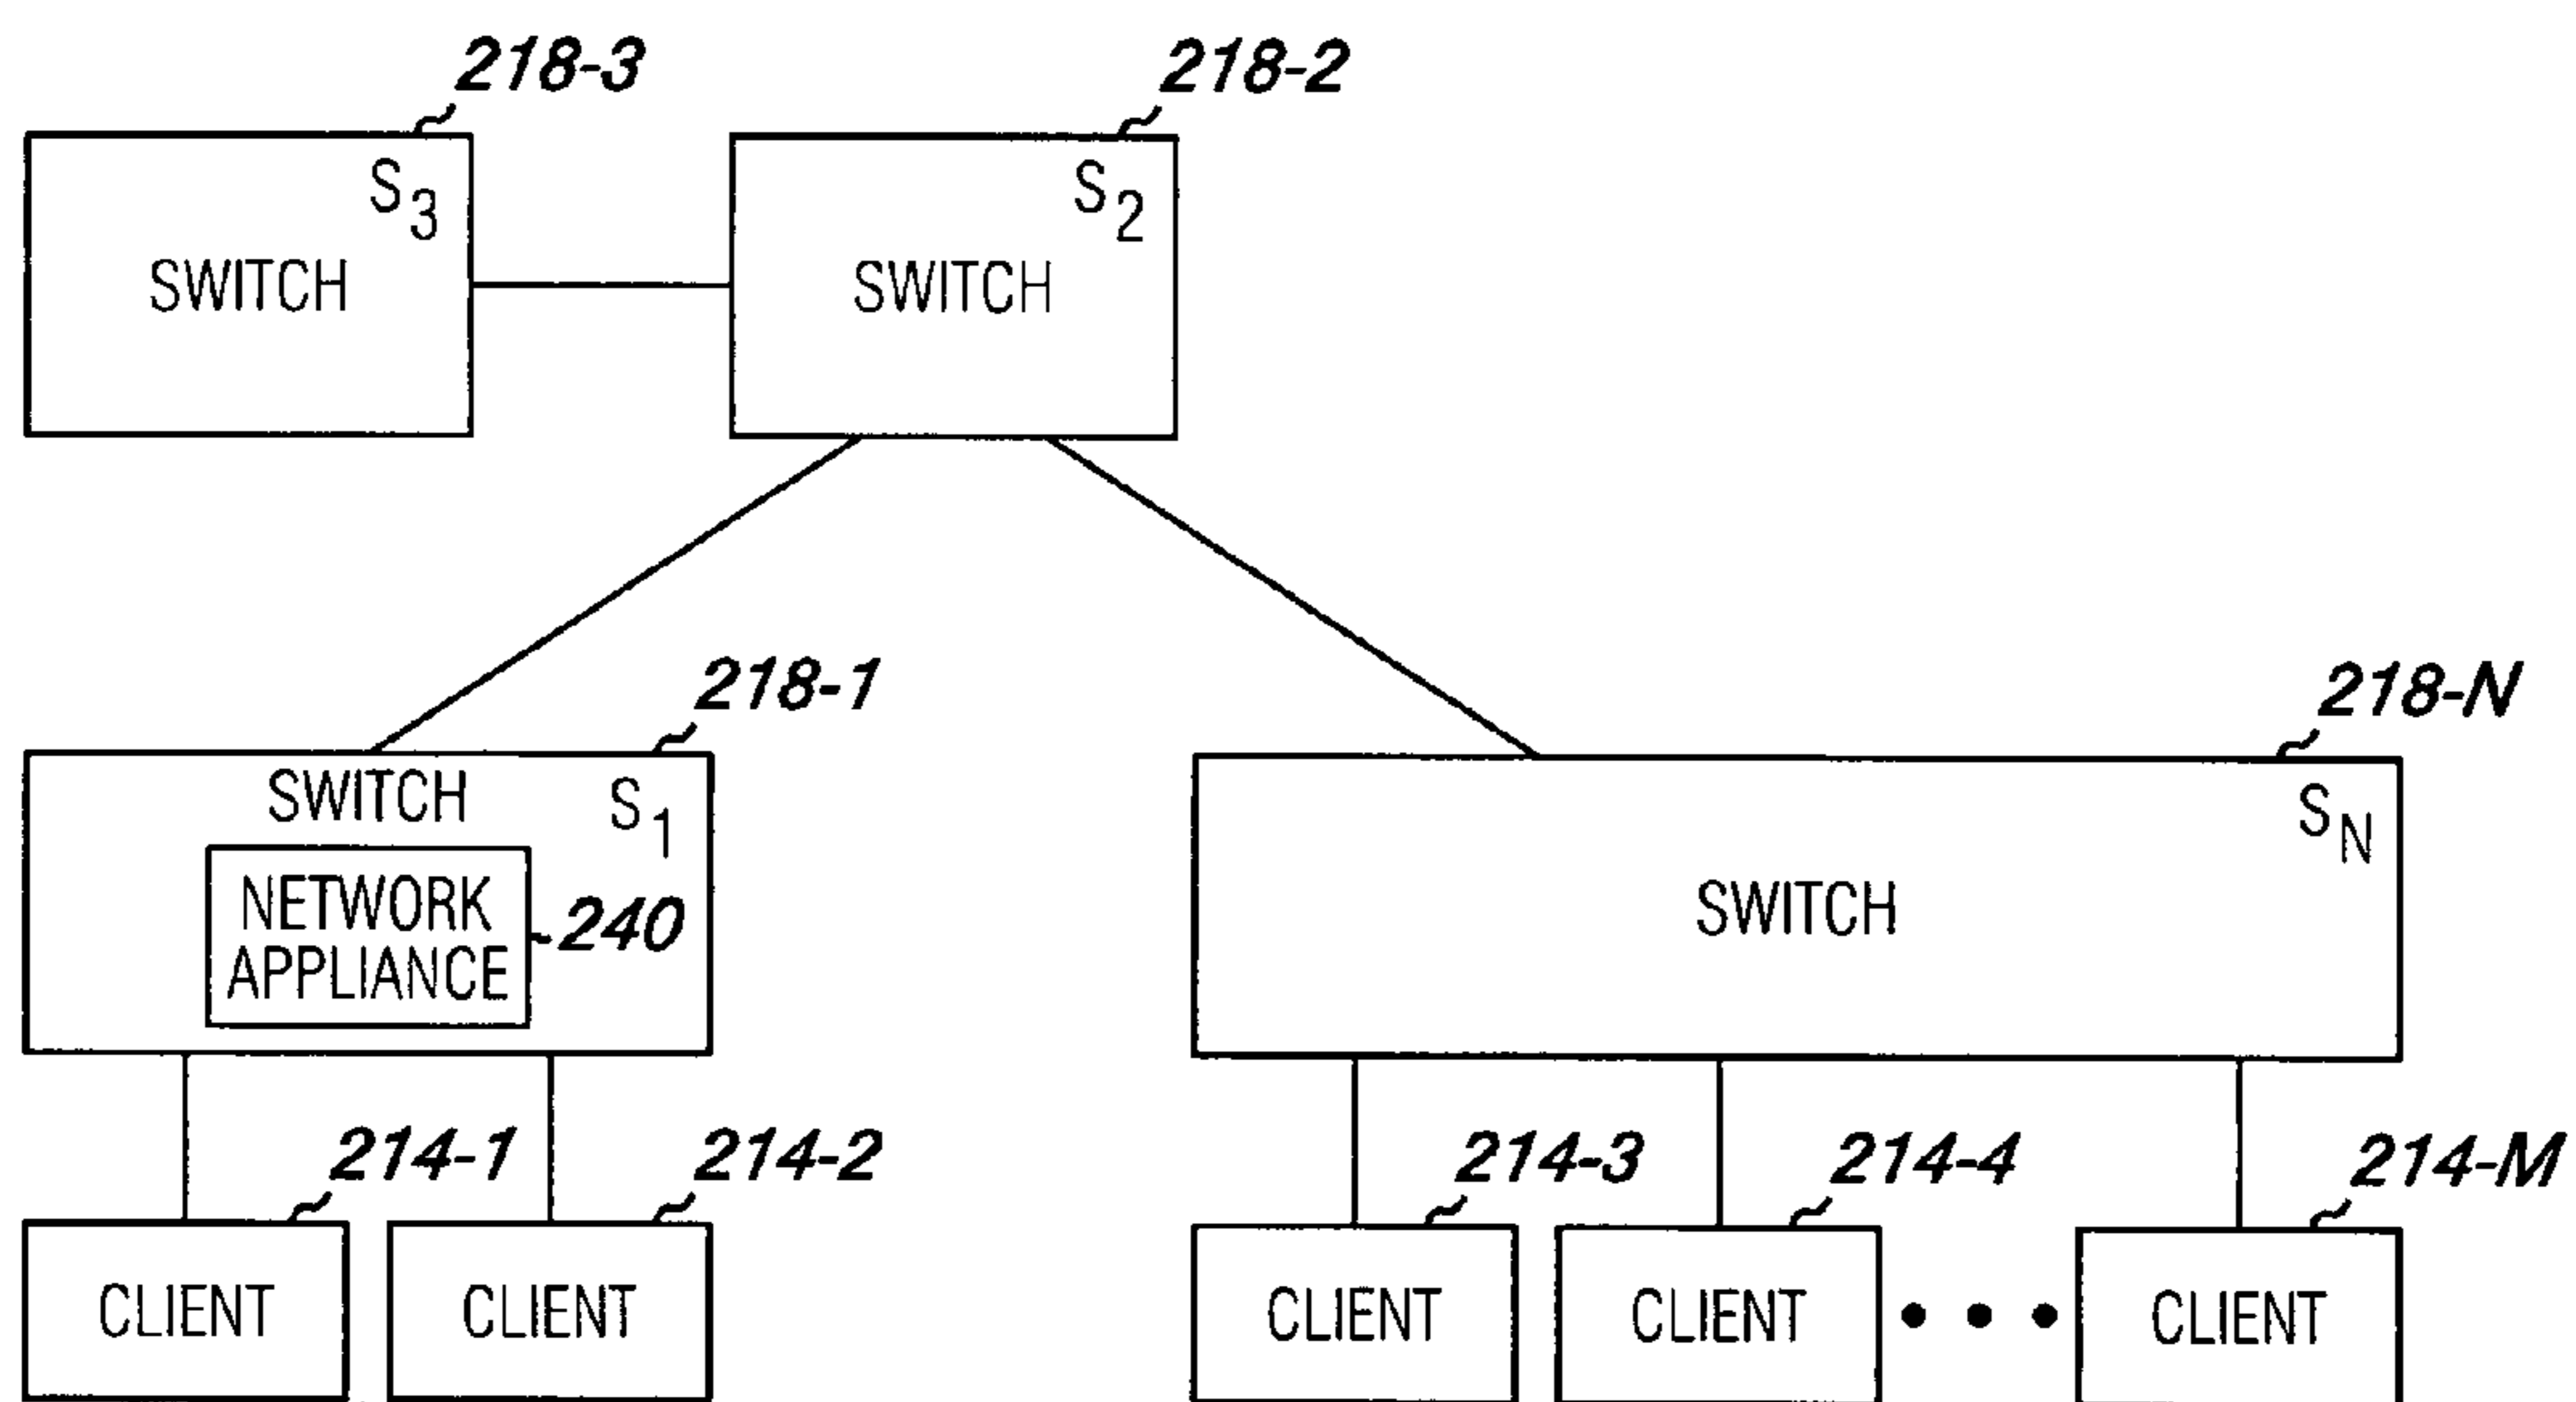 218-3
218-2
S3
SWITCH
S2
SWITCH
218-1
218-N
SWITCH
S1
NETWORK
APPLIANCE
240
SN
SWITCH
214-1
214-2
214-3
214-4
214-M
CLIENT
CLIENT
CLIENT
CLIENT
• • •
CLIENT